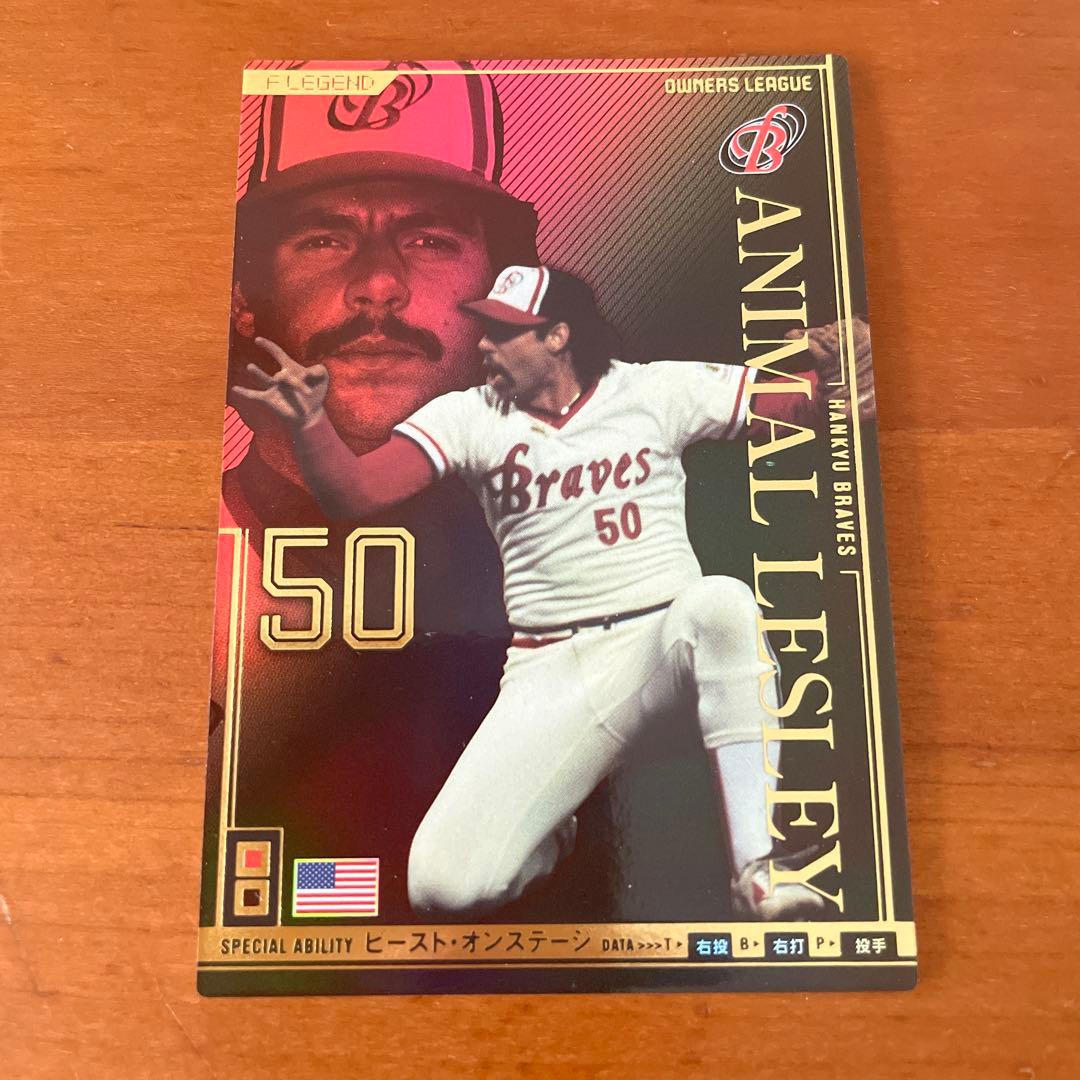 F LEGEND
OWNERS LEAGUE
B
B
ANIMAL LESLEY
HANKYU BRAVES
B
Braves
50
50
SPECIAL ABILITY ビースト・オンステージ DATA>>>T▶ 右投 B▶ 右打 P▶ 投手